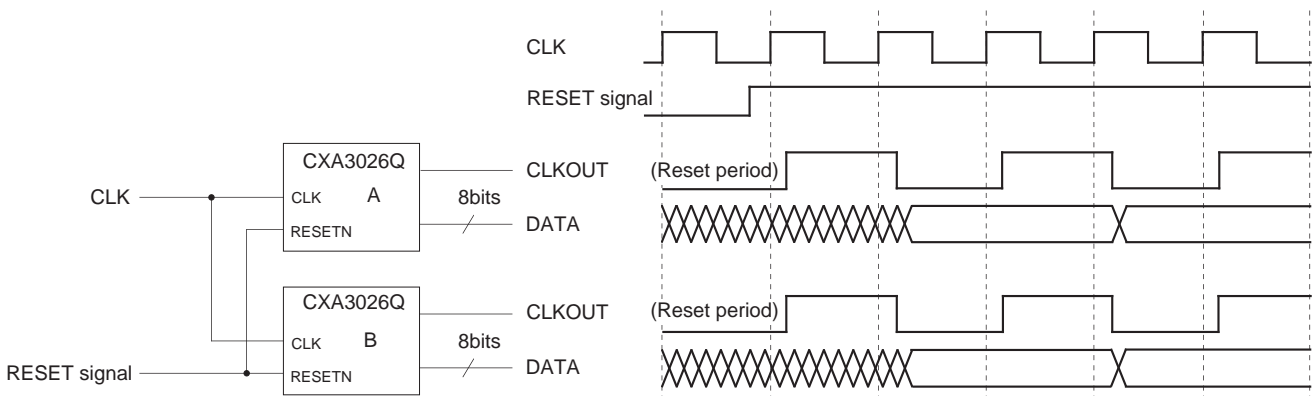 CLK
RESET signal
CXA3026Q
CLK
A
RESETN
CLK
8bits
CLKOUT
(Reset period)
DATA
CXA3026Q
CLK
B
RESETN
8bits
CLKOUT
(Reset period)
DATA
RESET signal